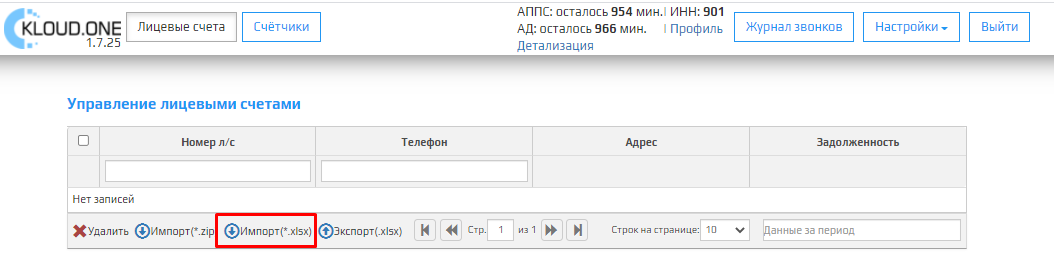 KLOUD.ONE
1.7.25
Лицевые счета
Счётчики
АППС: осталось 954 мин.
АД: осталось 966 мин.
Детализация
| ИНН: 901
| Профиль
Журнал звонков
Настройки
Выйти
Управление лицевыми счетами
Номер л/с Телефон Адрес Задолженность
Нет записей
Удалить Импорт(*.zip Импорт(*.xlsx) Экспорт(.xlsx) Стр. 1 из 1 Строк на странице: 10 Данные за период